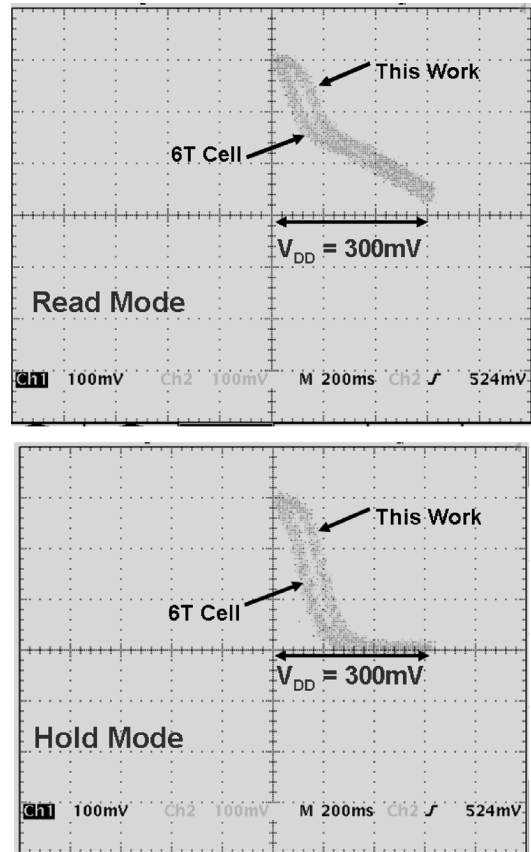 This Work
6T Cell
VDD = 300mV
Read Mode
Ch1 100mV Ch2 100mV M 200ms Ch2 524mV
This Work
6T Cell
VDD = 300mV
Hold Mode
Ch1 100mV Ch2 100mV M 200ms Ch2 524mV